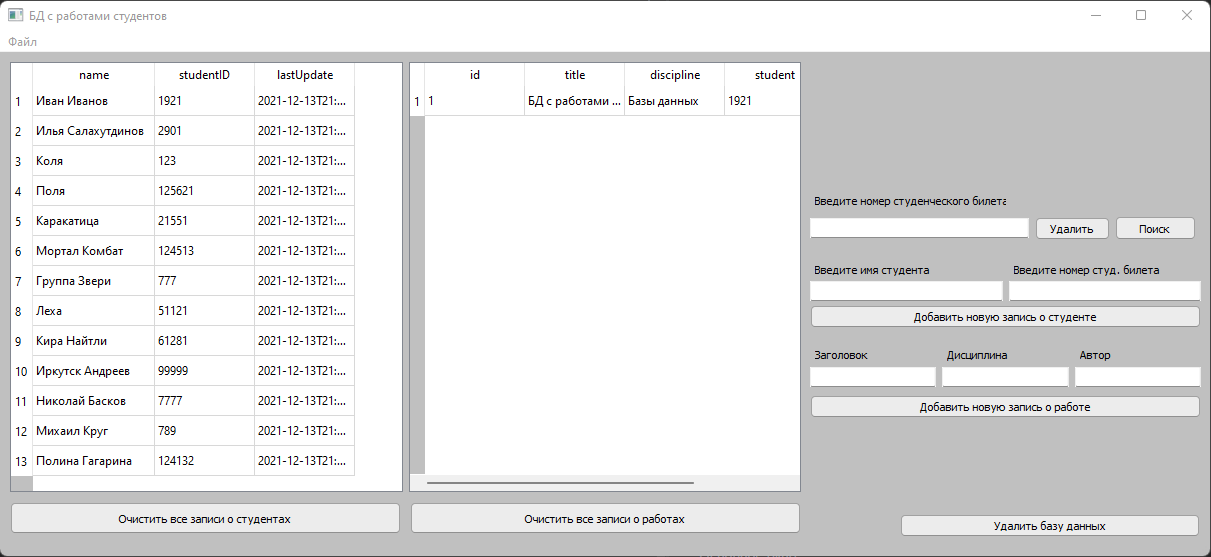 БД с работами студентов
Файл
name studentID lastUpdate
1 Иван Иванов 1921 2021-12-13T21:...
2 Илья Салахутдинов 2901 2021-12-13T21:...
3 Коля 123 2021-12-13T21:...
4 Поля 125621 2021-12-13T21:...
5 Каракатица 21551 2021-12-13T21:...
6 Мортал Комбат 124513 2021-12-13T21:...
7 Группа Звери 777 2021-12-13T21:...
8 Леха 51121 2021-12-13T21:...
9 Кира Найтли 61281 2021-12-13T21:...
10 Иркутск Андреев 99999 2021-12-13T21:...
11 Николай Басков 7777 2021-12-13T21:...
12 Михаил Круг 789 2021-12-13T21:...
13 Полина Гагарина 124132 2021-12-13T21:...
Очистить все записи о студентах
id title discipline student
1 1 БД с работами ... Базы данных 1921
Очистить все записи о работах
Введите номер студенческого билета
Удалить Поиск
Введите имя студента Введите номер студ. билета
Добавить новую запись о студенте
Заголовок Дисциплина Автор
Добавить новую запись о работе
Удалить базу данных